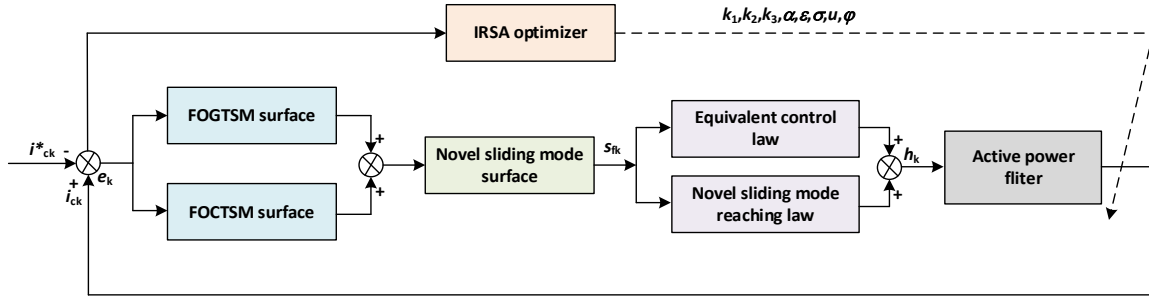 IRSA optimizer
k₁,k₂,k₃,α,ε,σ,u,φ
FOGTSM surface
FOCTSM surface
i*ck
-
+
ick
ek
+
+
Novel sliding mode
surface
sfk
Equivalent control
law
Novel sliding mode
reaching law
+
+
hk
Active power
fliter